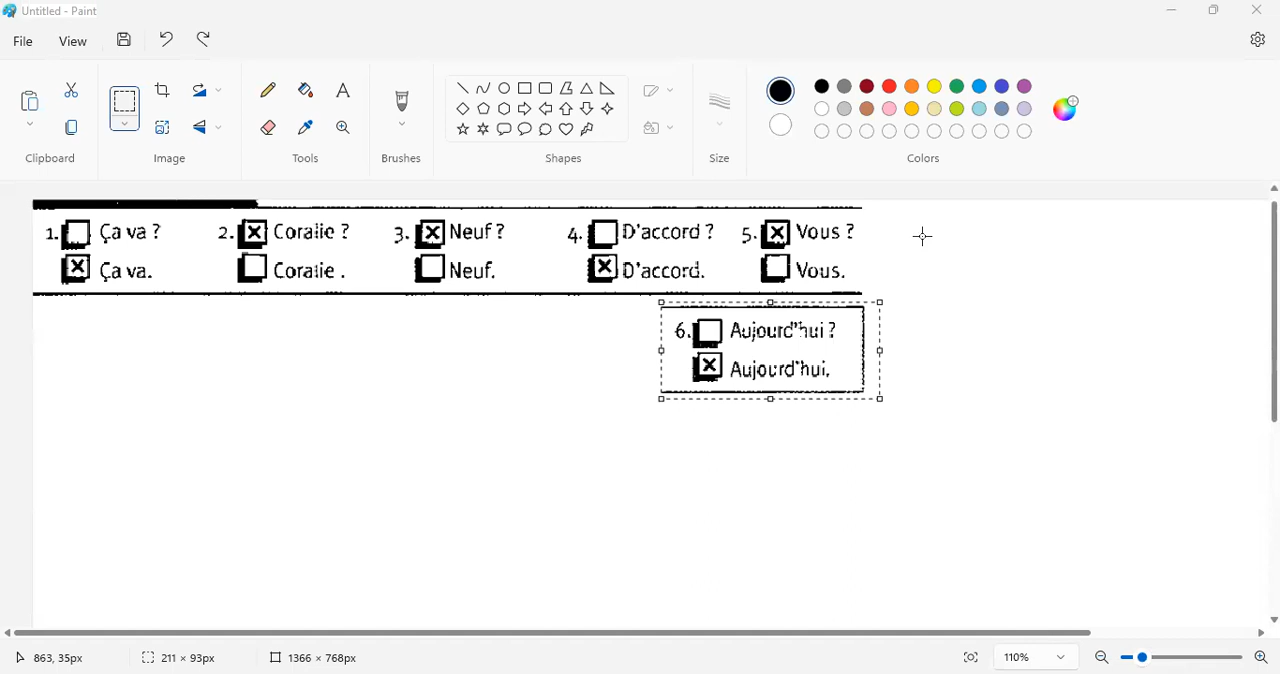 Untitled - Paint
File View
Clipboard Image Tools Brushes Shapes Size Colors
1. Ça va ? 2. Coralie ? 3. Neuf ? 4. D'accord ? 5. Vous ?
Ça va. Coralie . Neuf. D'accord. Vous.
6. Aujourd'hui ?
Aujourd'hui.
863, 35px 211 × 93px 1366 × 768px 110%